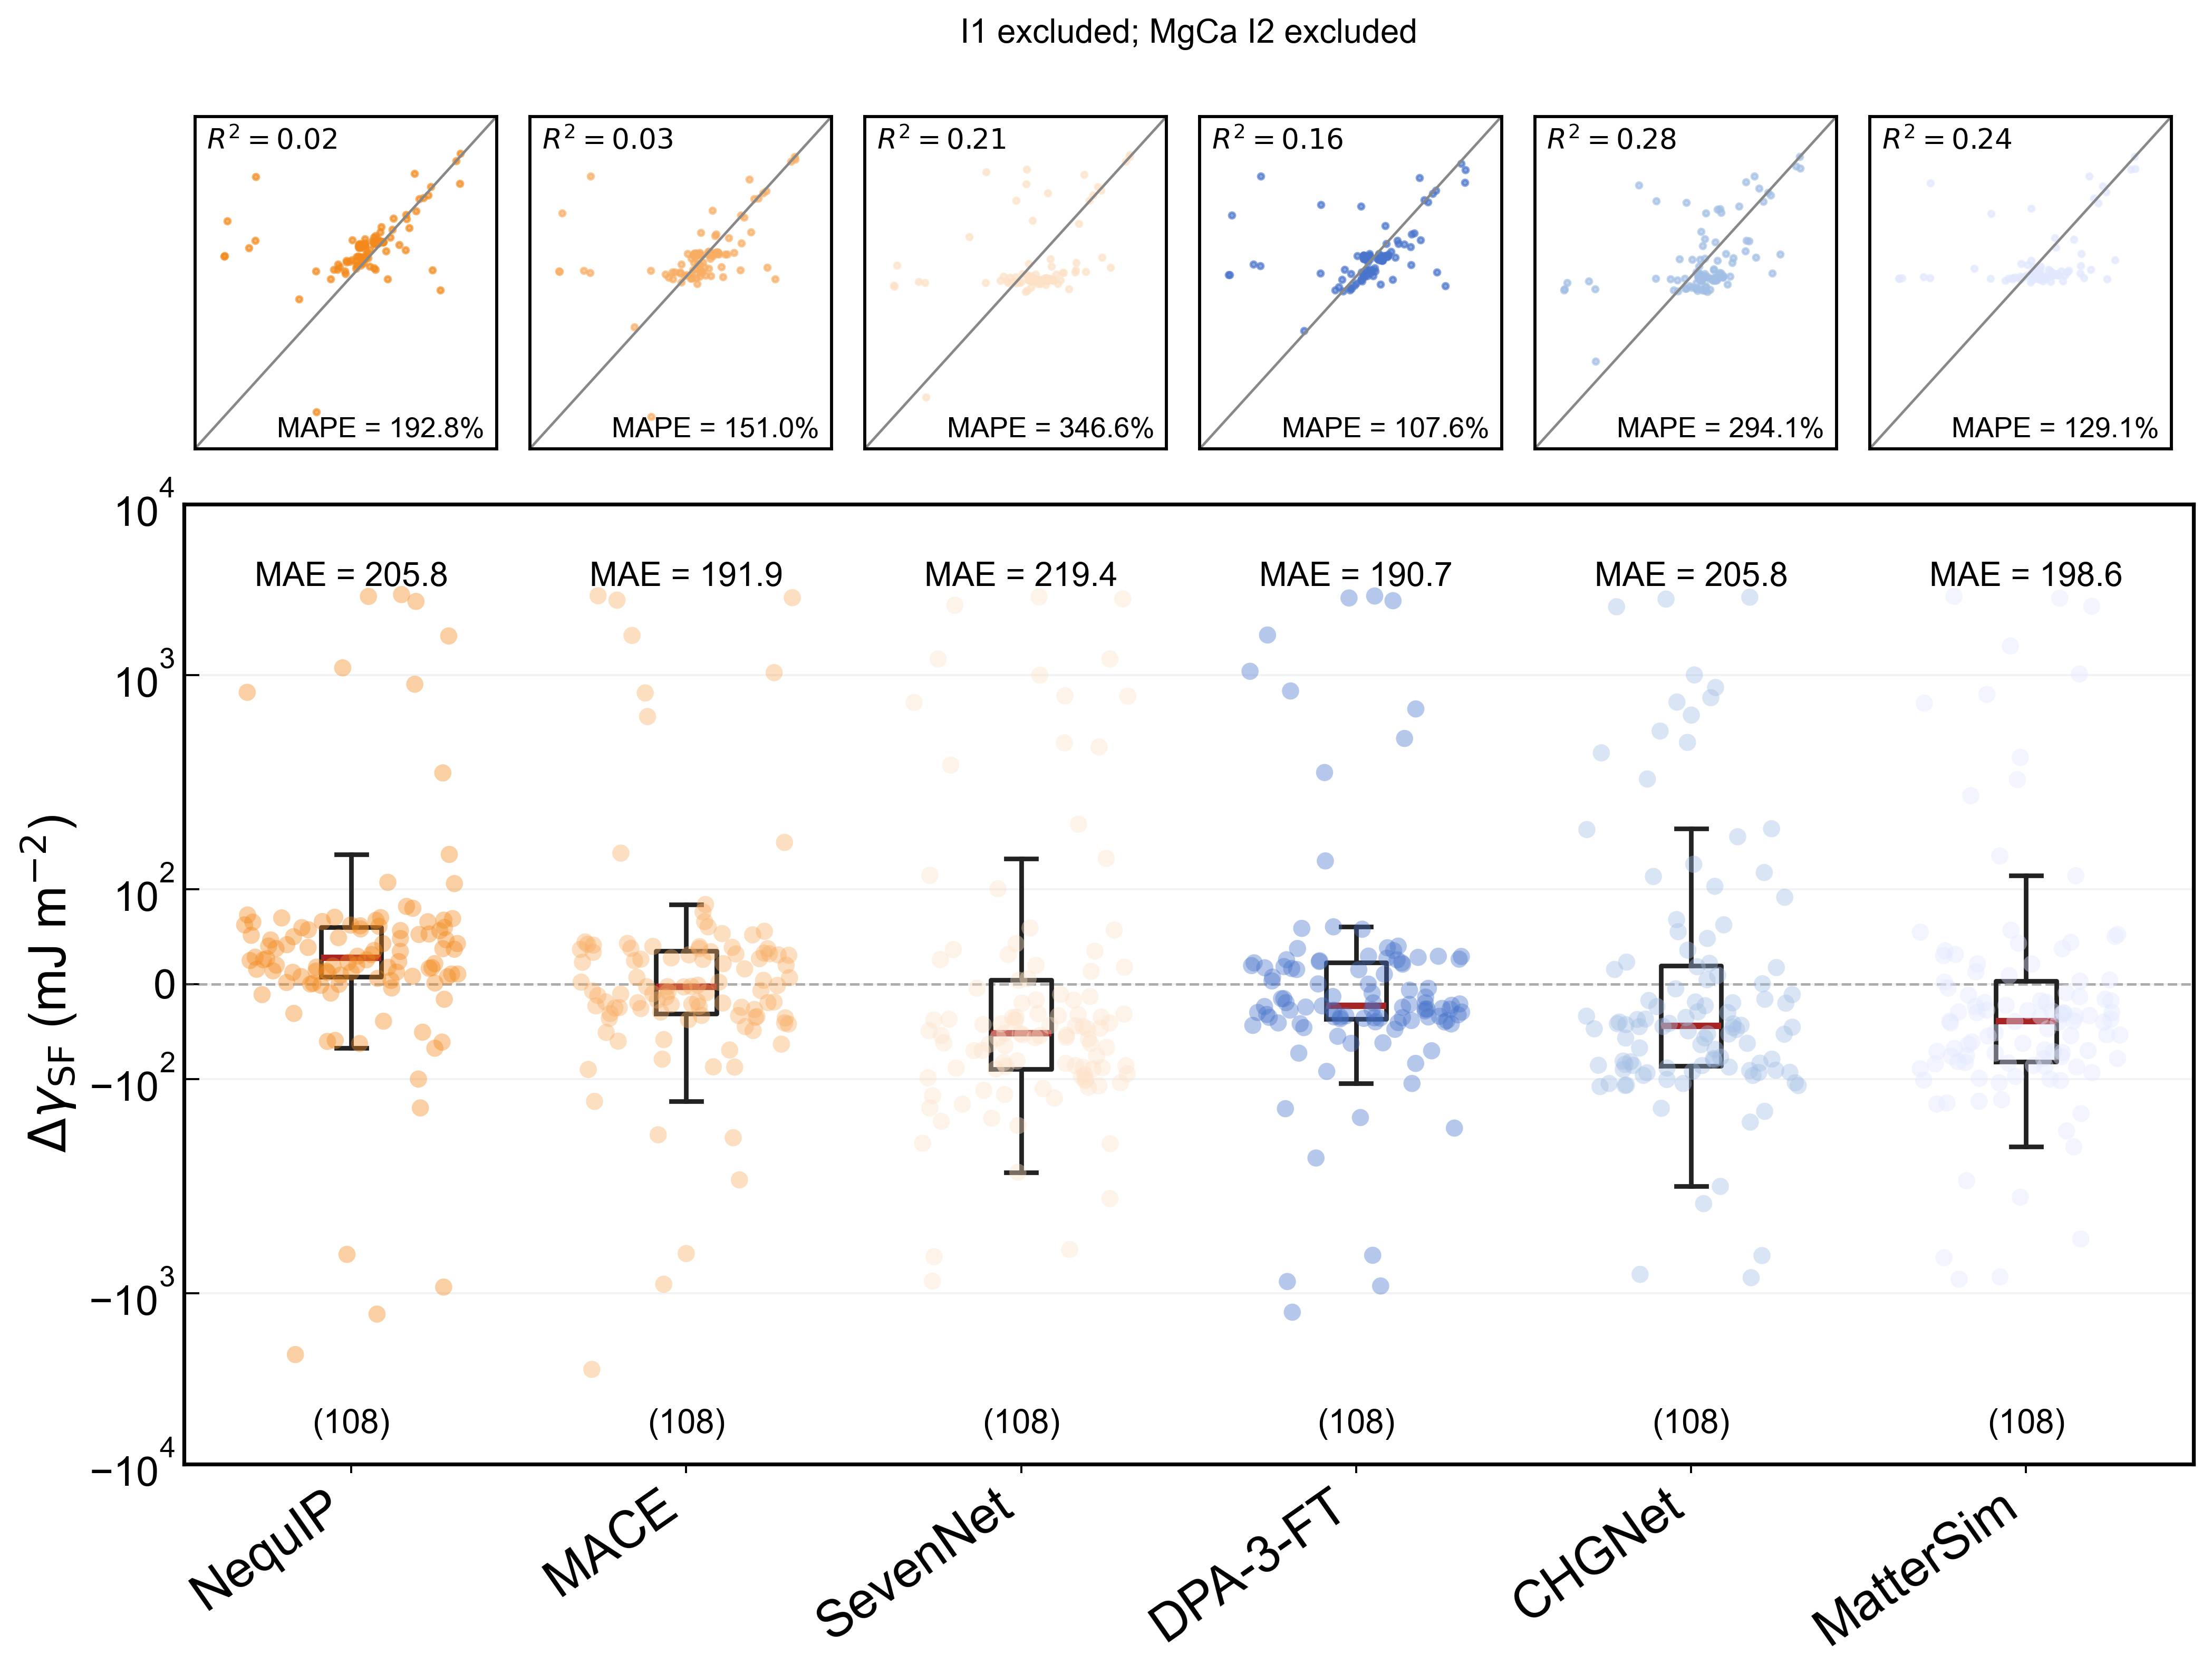 I1 excluded; MgCa I2 excluded
R² = 0.02
R² = 0.03
R² = 0.21
R² = 0.16
R² = 0.28
R² = 0.24
MAPE = 192.8%
MAPE = 151.0%
MAPE = 346.6%
MAPE = 107.6%
MAPE = 294.1%
MAPE = 129.1%
10⁴
MAE = 205.8
MAE = 191.9
MAE = 219.4
MAE = 190.7
MAE = 205.8
MAE = 198.6
10³
10²
0
−10²
−10³
−10⁴
Δγ_SF (mJ m⁻²)
(108)
(108)
(108)
(108)
(108)
(108)
NequIP
MACE
SevenNet
DPA-3-FT
CHGNet
MatterSim